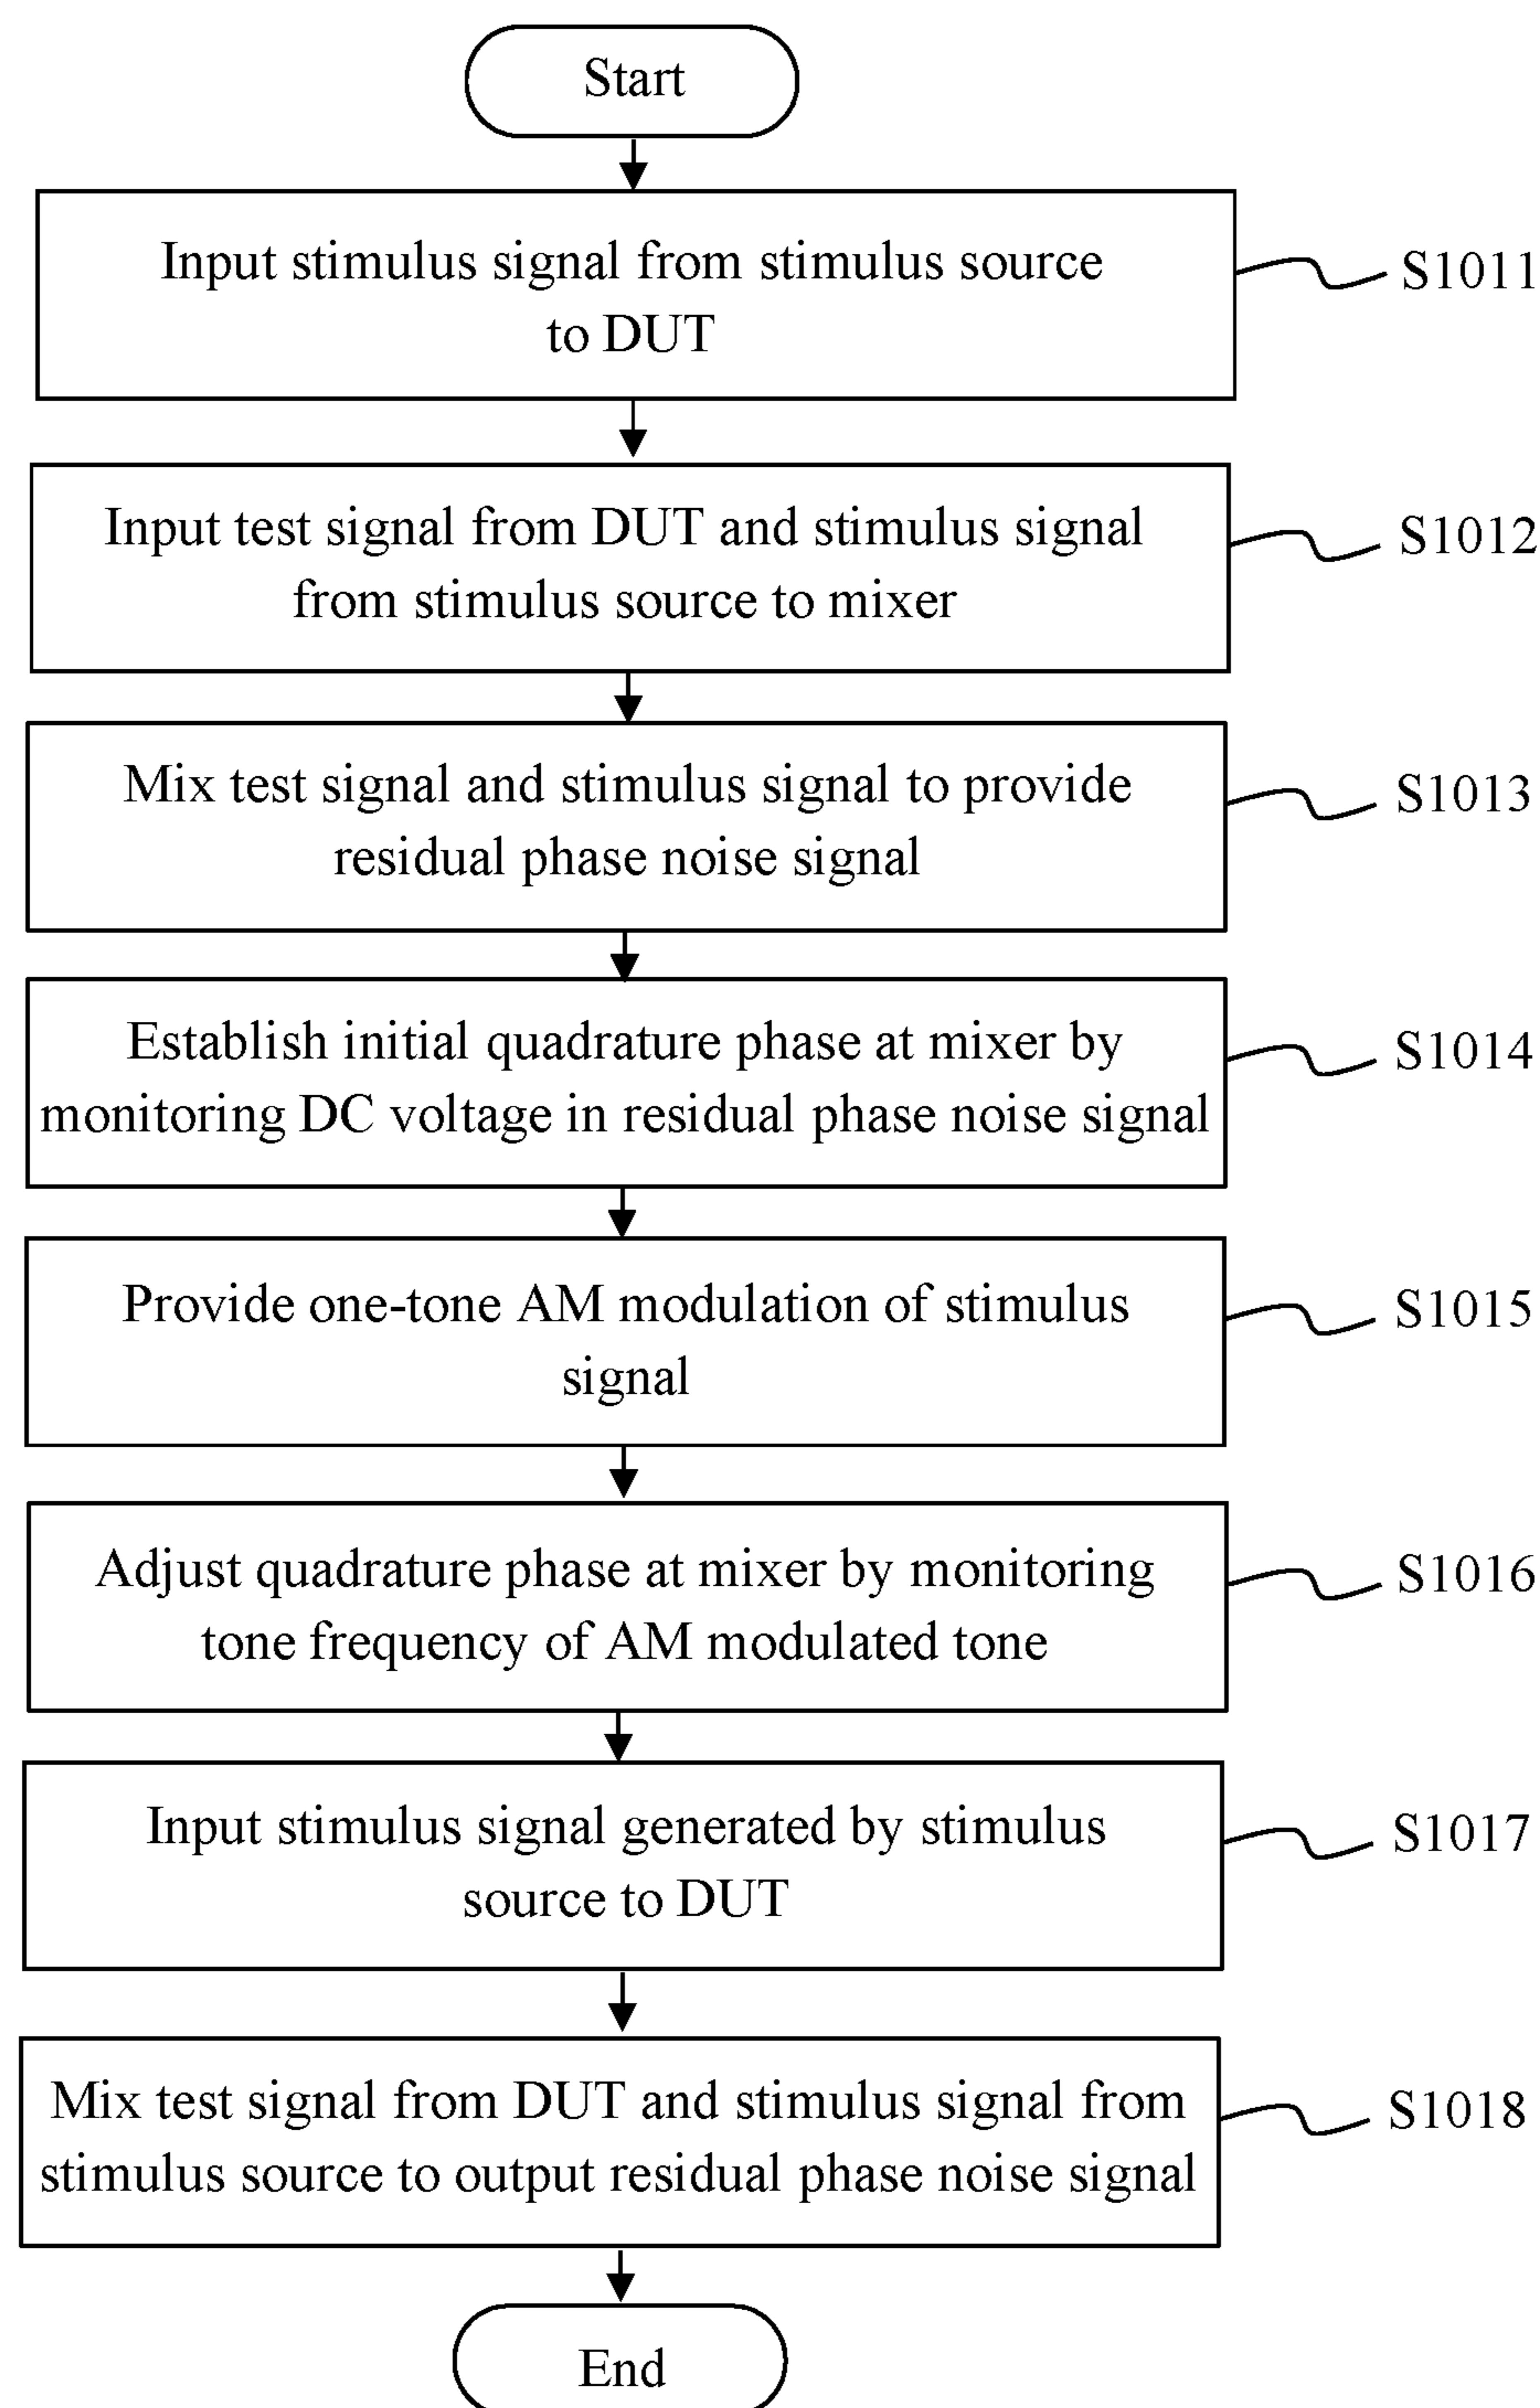 Start
Input stimulus signal from stimulus source
to DUT
S1011
Input test signal from DUT and stimulus signal
from stimulus source to mixer
S1012
Mix test signal and stimulus signal to provide
residual phase noise signal
S1013
Establish initial quadrature phase at mixer by
monitoring DC voltage in residual phase noise signal
S1014
Provide one-tone AM modulation of stimulus
signal
S1015
Adjust quadrature phase at mixer by monitoring
tone frequency of AM modulated tone
S1016
Input stimulus signal generated by stimulus
source to DUT
S1017
Mix test signal from DUT and stimulus signal from
stimulus source to output residual phase noise signal
S1018
End